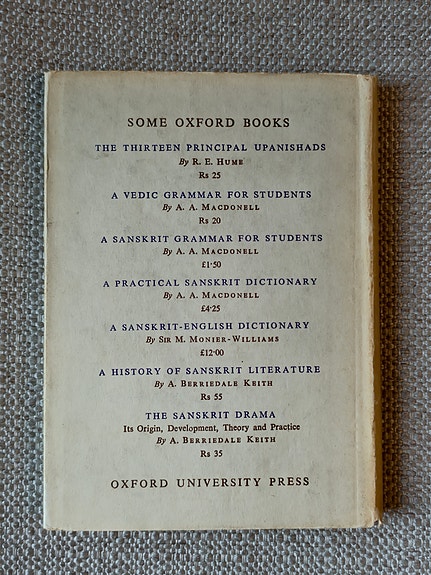 SOME OXFORD BOOKS
THE THIRTEEN PRINCIPAL UPANISHADS
By R. E. HUME
Rs 25
A VEDIC GRAMMAR FOR STUDENTS
By A. A. MACDONELL
Rs 20
A SANSKRIT GRAMMAR FOR STUDENTS
By A. A. MACDONELL
£1·50
A PRACTICAL SANSKRIT DICTIONARY
By A. A. MACDONELL
£4·25
A SANSKRIT-ENGLISH DICTIONARY
By SIR M. MONIER-WILLIAMS
£12·00
A HISTORY OF SANSKRIT LITERATURE
By A. BERRIEDALE KEITH
Rs 55
THE SANSKRIT DRAMA
Its Origin, Development, Theory and Practice
By A. BERRIEDALE KEITH
Rs 35
OXFORD UNIVERSITY PRESS